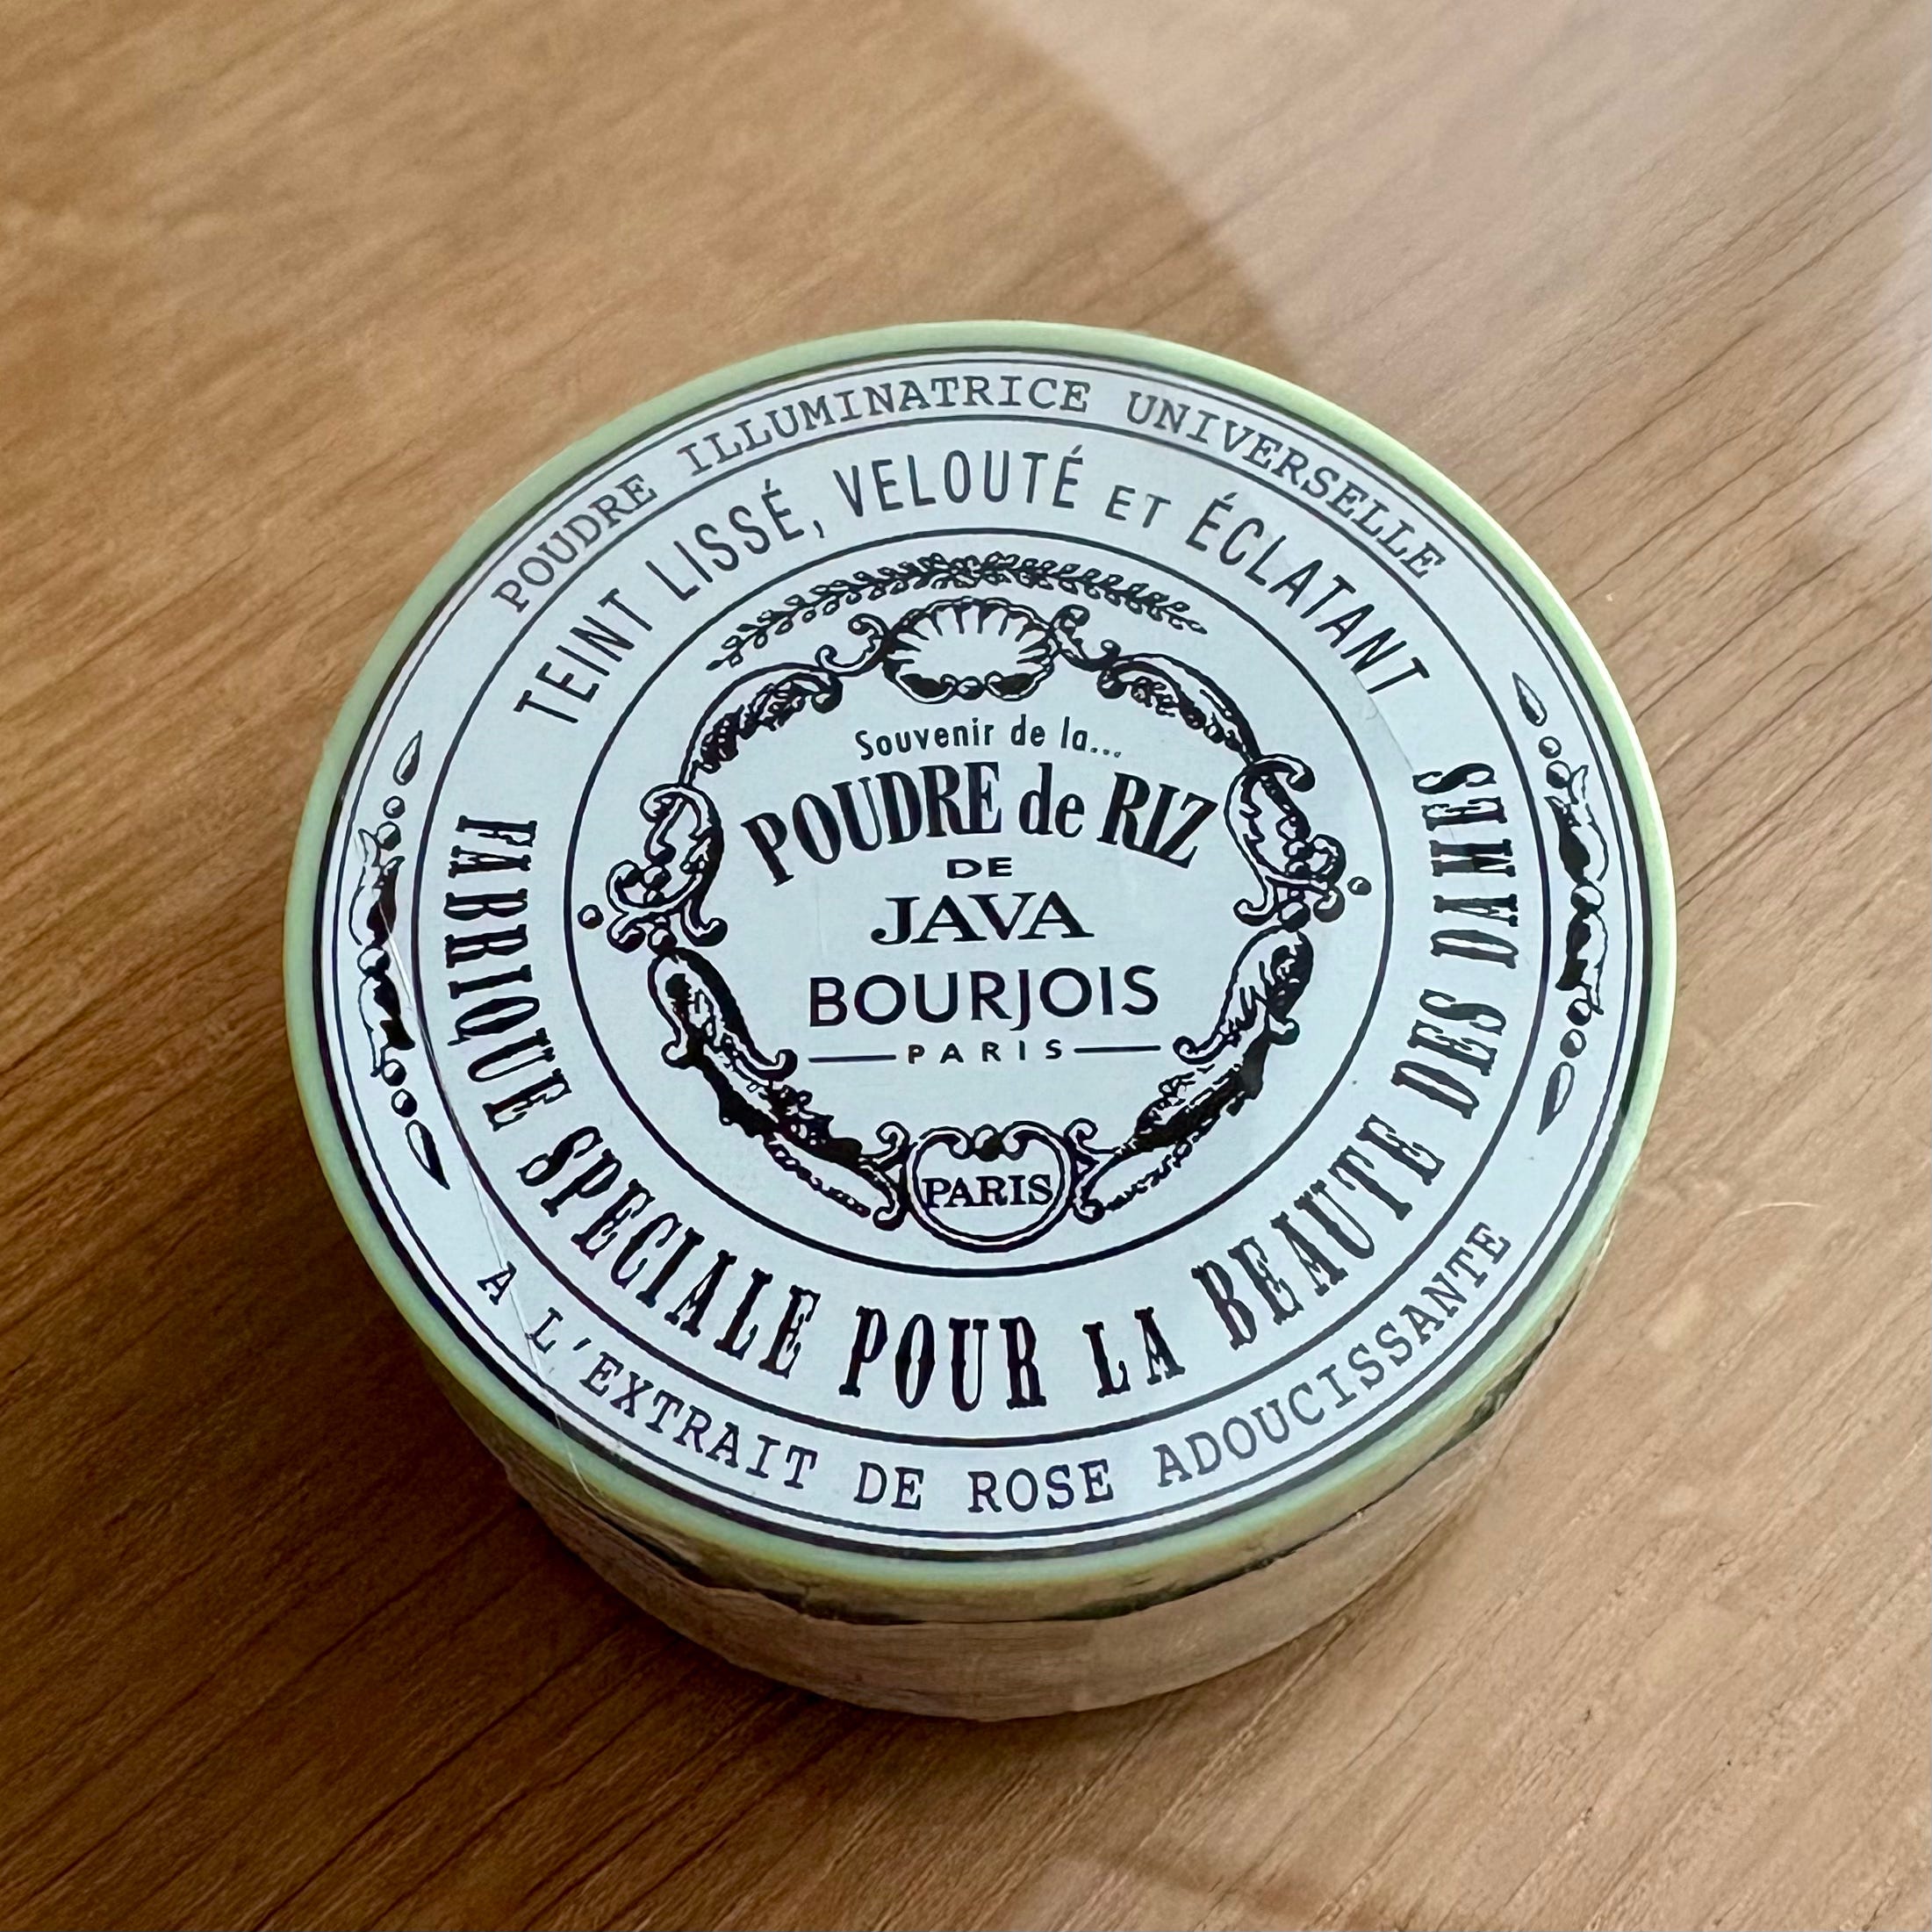 POUDRE ILLUMINATRICE UNIVERSELLE
TEINT LISSÉ, VELOUTÉ ET ÉCLATANT
Souvenir de la...
POUDRE de RIZ
DE
JAVA
BOURJOIS
PARIS
PARIS
FABRIQUE SPECIALE POUR LA BEAUTE DES DAMES
A L'EXTRAIT DE ROSE ADOUCISSANTE